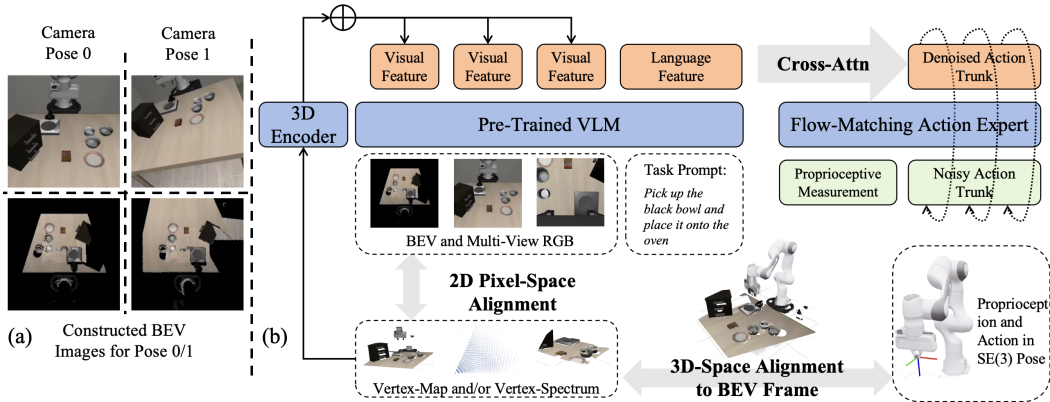 Camera
Pose 0
Camera
Pose 1
(a)
Constructed BEV
Images for Pose 0/1
(b)
3D
Encoder
Visual
Feature
Visual
Feature
Visual
Feature
Language
Feature
Cross-Attn
Denoised Action
Trunk
Pre-Trained VLM
Flow-Matching Action Expert
BEV and Multi-View RGB
Task Prompt:
Pick up the
black bowl and
place it onto the
oven
Proprioceptive
Measurement
Noisy Action
Trunk
2D Pixel-Space
Alignment
Vertex-Map and/or Vertex-Spectrum
3D-Space Alignment
to BEV Frame
Propriocept
ion and
Action in
SE(3) Pose